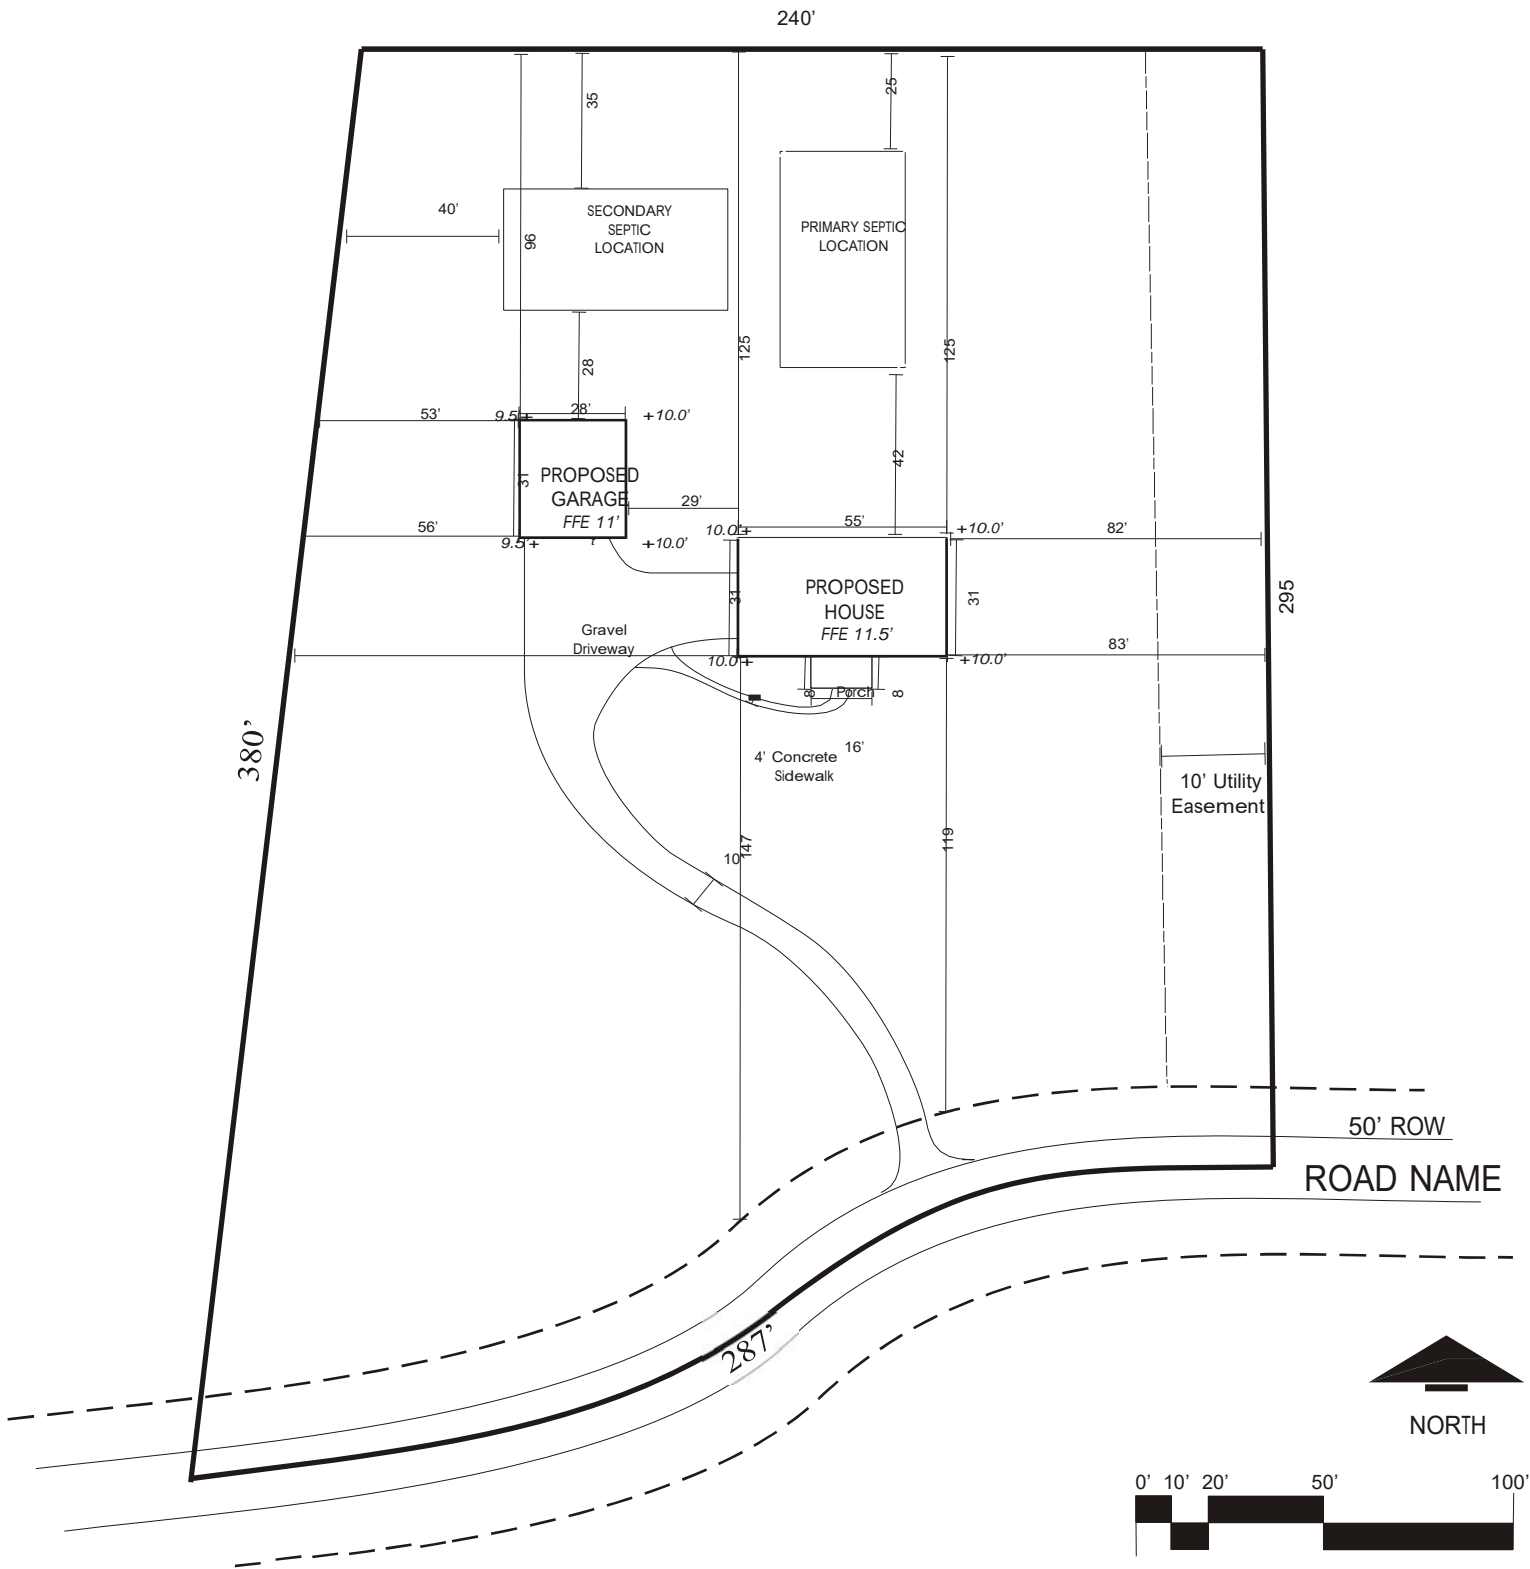 240’
35
25
40’
SECONDARY
SEPTIC
LOCATION
96
PRIMARY SEPTIC
LOCATION
125
125
28
53’
9.5’+
28’
+10.0’
42
31
PROPOSED
GARAGE
FFE 11’
29’
56’
9.5’+
+10.0’
10.0’+
55’
+10.0’
82’
31
PROPOSED
HOUSE
FFE 11.5’
31
295
Gravel
Driveway
10.0’+
+10.0’
83’
8
Porch
8
380’
4’ Concrete
Sidewalk
16’
10’ Utility
Easement
10’
147
119
50’ ROW
ROAD NAME
287’
NORTH
0’ 10’ 20’ 50’ 100’